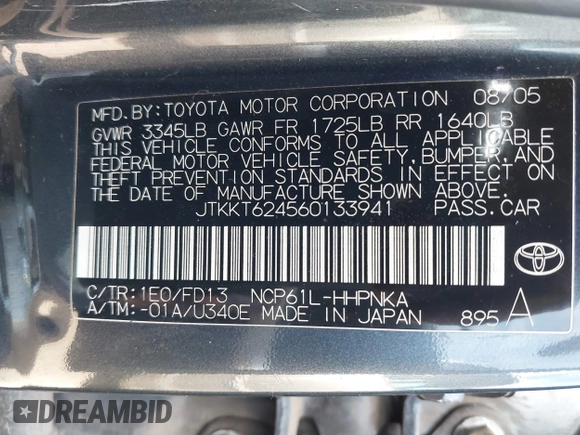 MFD.BY:TOYOTA MOTOR CORPORATION 08/05
GVWR 3345LB GAWR FR 1725LB RR 1640LB
THIS VEHICLE CONFORMS TO ALL APPLICABLE
FEDERAL MOTOR VEHICLE SAFETY,BUMPER,AND
THEFT PREVENTION STANDARDS IN EFFECT ON
THE DATE OF MANUFACTURE SHOWN ABOVE.
JTKKT624560133941 PASS.CAR
C/TR:1E0/FD13 NCP61L-HHPNKA
A/TM:-01A/U340E MADE IN JAPAN 895 A
DREAMBID